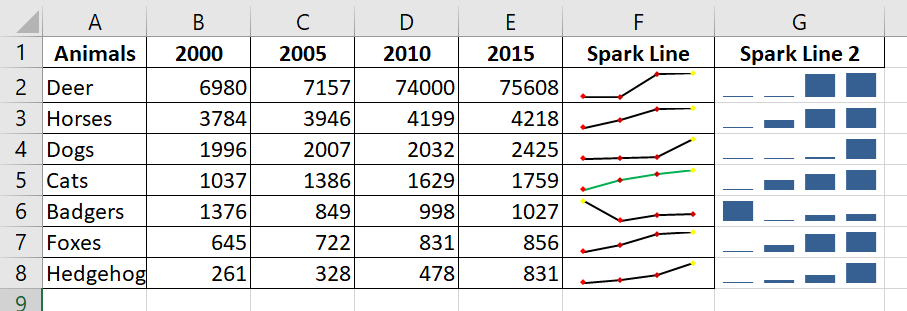 A B C D E F G
1 Animals 2000 2005 2010 2015 Spark Line Spark Line 2
2 Deer 6980 7157 74000 75608
3 Horses 3784 3946 4199 4218
4 Dogs 1996 2007 2032 2425
5 Cats 1037 1386 1629 1759
6 Badgers 1376 849 998 1027
7 Foxes 645 722 831 856
8 Hedgehog 261 328 478 831
9